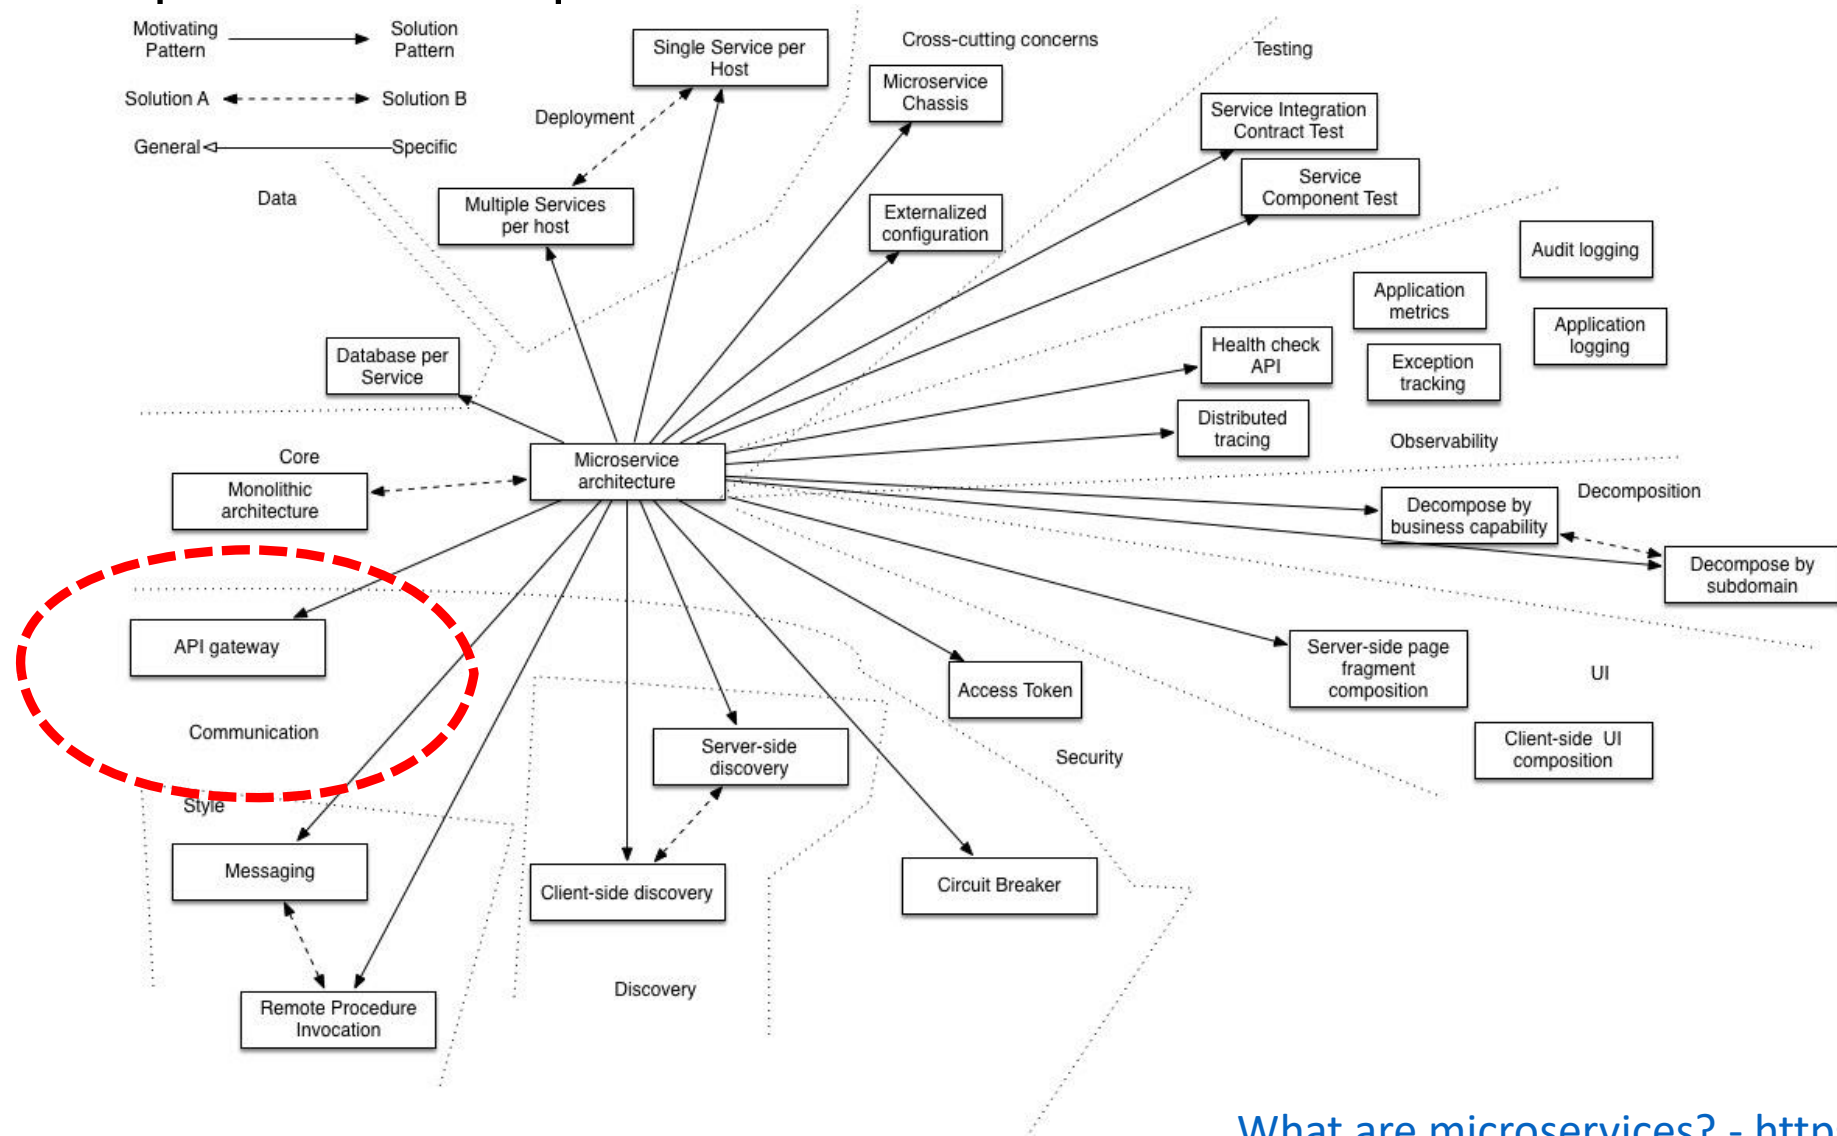 Motivating
Pattern
Solution
Pattern
Solution A
Solution B
General
Specific
Data
Deployment
Single Service per
Host
Multiple Services
per host
Cross-cutting concerns
Microservice
Chassis
Externalized
configuration
Testing
Service Integration
Contract Test
Service
Component Test
Audit logging
Application
metrics
Application
logging
Health check
API
Exception
tracking
Distributed
tracing
Observability
Database per
Service
Core
Monolithic
architecture
Microservice
architecture
Decompose by
business capability
Decomposition
Decompose by
subdomain
API gateway
Communication
Style
Messaging
Remote Procedure
Invocation
Server-side
discovery
Client-side discovery
Discovery
Access Token
Security
Circuit Breaker
Server-side page
fragment
composition
UI
Client-side UI
composition
What are microservices? - http